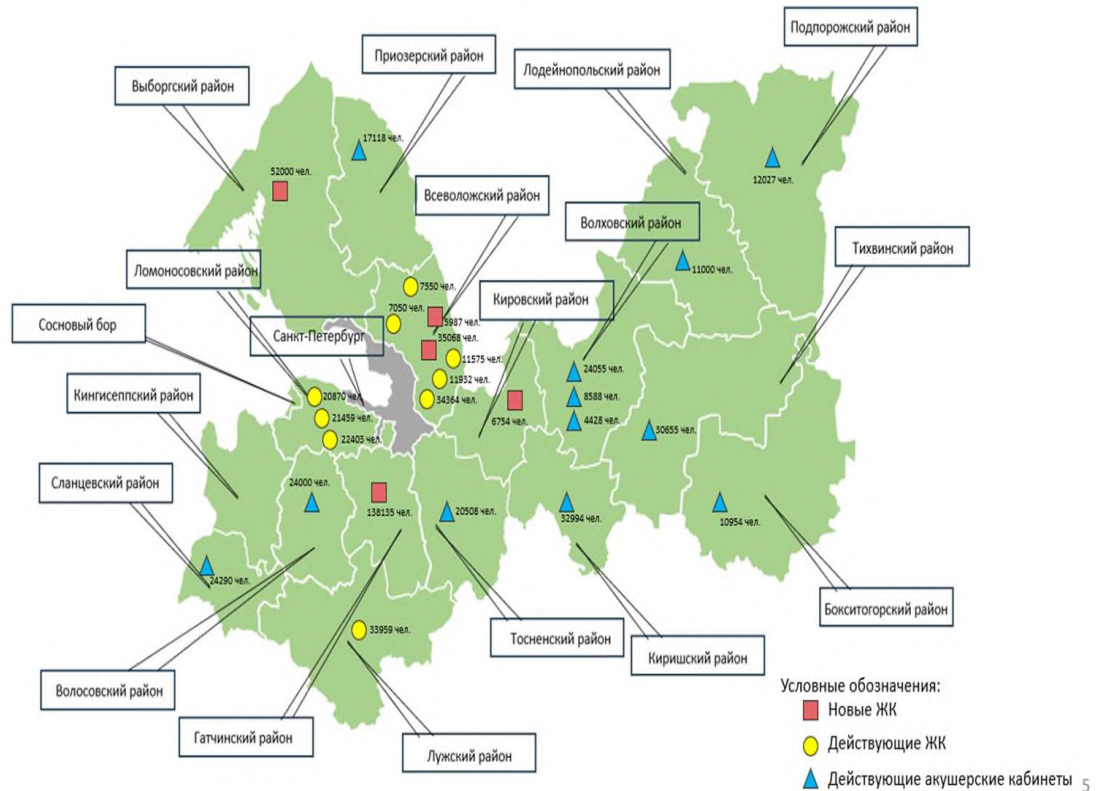 Подпорожский район
Приозерский район
Лодейнопольский район
Выборгский район
17118 чел.
52000 чел.
12027 чел.
Всеволожский район
Волховский район
Тихвинский район
Ломоносовский район
11000 чел.
7550 чел.
Кировский район
7050 чел.
5987 чел.
Сосновый бор
Санкт-Петербург
35068 чел.
11575 чел.
24055 чел.
11932 чел.
Кингисеппский район
20870 чел.
34364 чел.
8588 чел.
21459 чел.
6754 чел.
4428 чел.
22403 чел.
30655 чел.
Сланцевский район
24000 чел.
138135 чел.
20508 чел.
32994 чел.
10954 чел.
24290 чел.
Бокситогорский район
33959 чел.
Тосненский район
Киришский район
Волосовский район
Гатчинский район
Лужский район
Условные обозначения:
Новые ЖК
Действующие ЖК
Действующие акушерские кабинеты
5